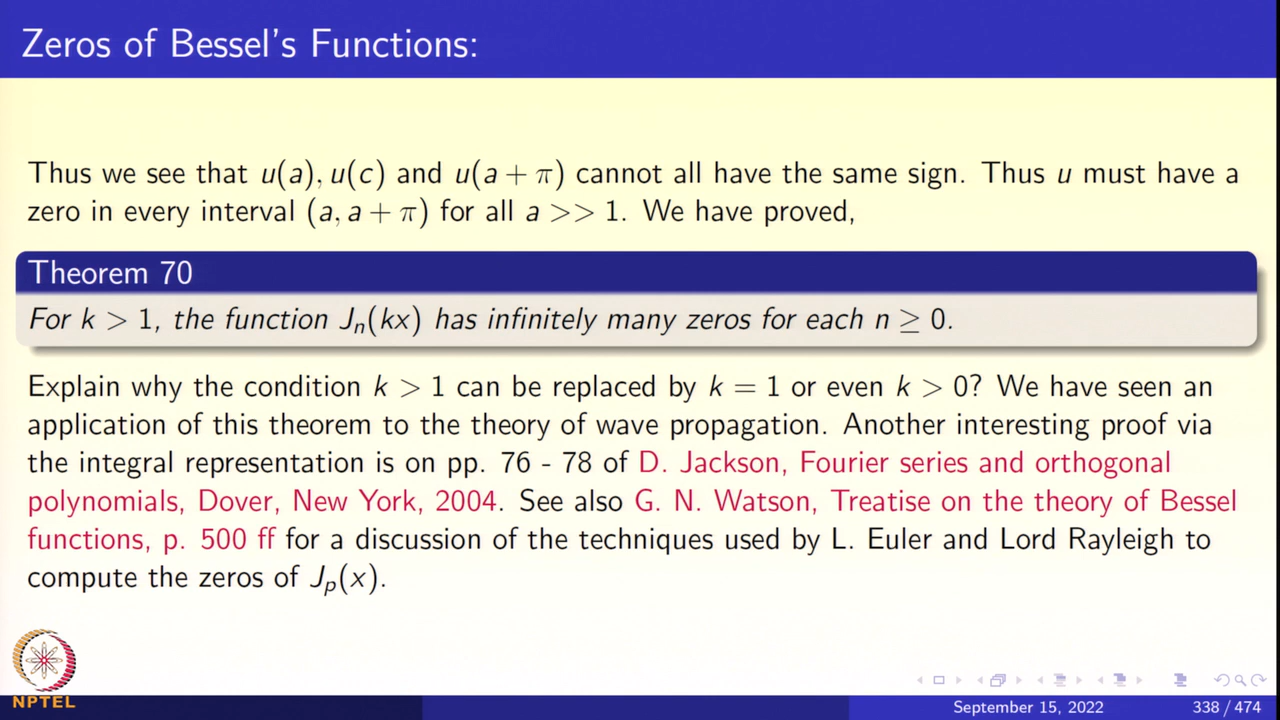 Zeros of Bessel's Functions:
Thus we see that u(a), u(c) and u(a + π) cannot all have the same sign. Thus u must have a
zero in every interval (a, a + π) for all a >> 1. We have proved,
Theorem 70
For k > 1, the function Jₙ(kx) has infinitely many zeros for each n ≥ 0.
Explain why the condition k > 1 can be replaced by k = 1 or even k > 0? We have seen an
application of this theorem to the theory of wave propagation. Another interesting proof via
the integral representation is on pp. 76 - 78 of D. Jackson, Fourier series and orthogonal
polynomials, Dover, New York, 2004. See also G. N. Watson, Treatise on the theory of Bessel
functions, p. 500 ff for a discussion of the techniques used by L. Euler and Lord Rayleigh to
compute the zeros of Jₚ(x).
NPTEL
September 15, 2022 338 / 474